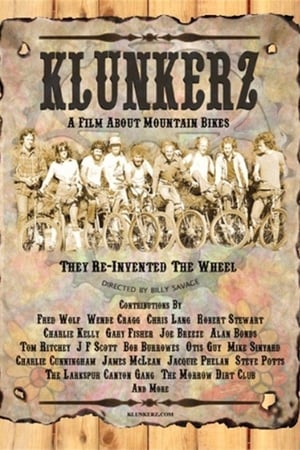 KLUNKERZ
A FILM ABOUT MOUNTAIN BIKES
THEY RE-INVENTED THE WHEEL
DIRECTED BY BILLY SAVAGE
CONTRIBUTIONS BY
FRED WOLF WENDE CRAGG CHRIS LANG ROBERT STEWART
CHARLIE KELLY GARY FISHER JOE BREEZE ALAN BONDS
TOM RITCHEY J F SCOTT BOB BURROWES OTIS GUY MIKE SINYARD
CHARLIE CUNNINGHAM JAMES MCLEAN JACQUIE PHELAN STEVE POTTS
THE LARKSPUR CANYON GANG THE MORROW DIRT CLUB
AND MORE
KLUNKERZ.COM